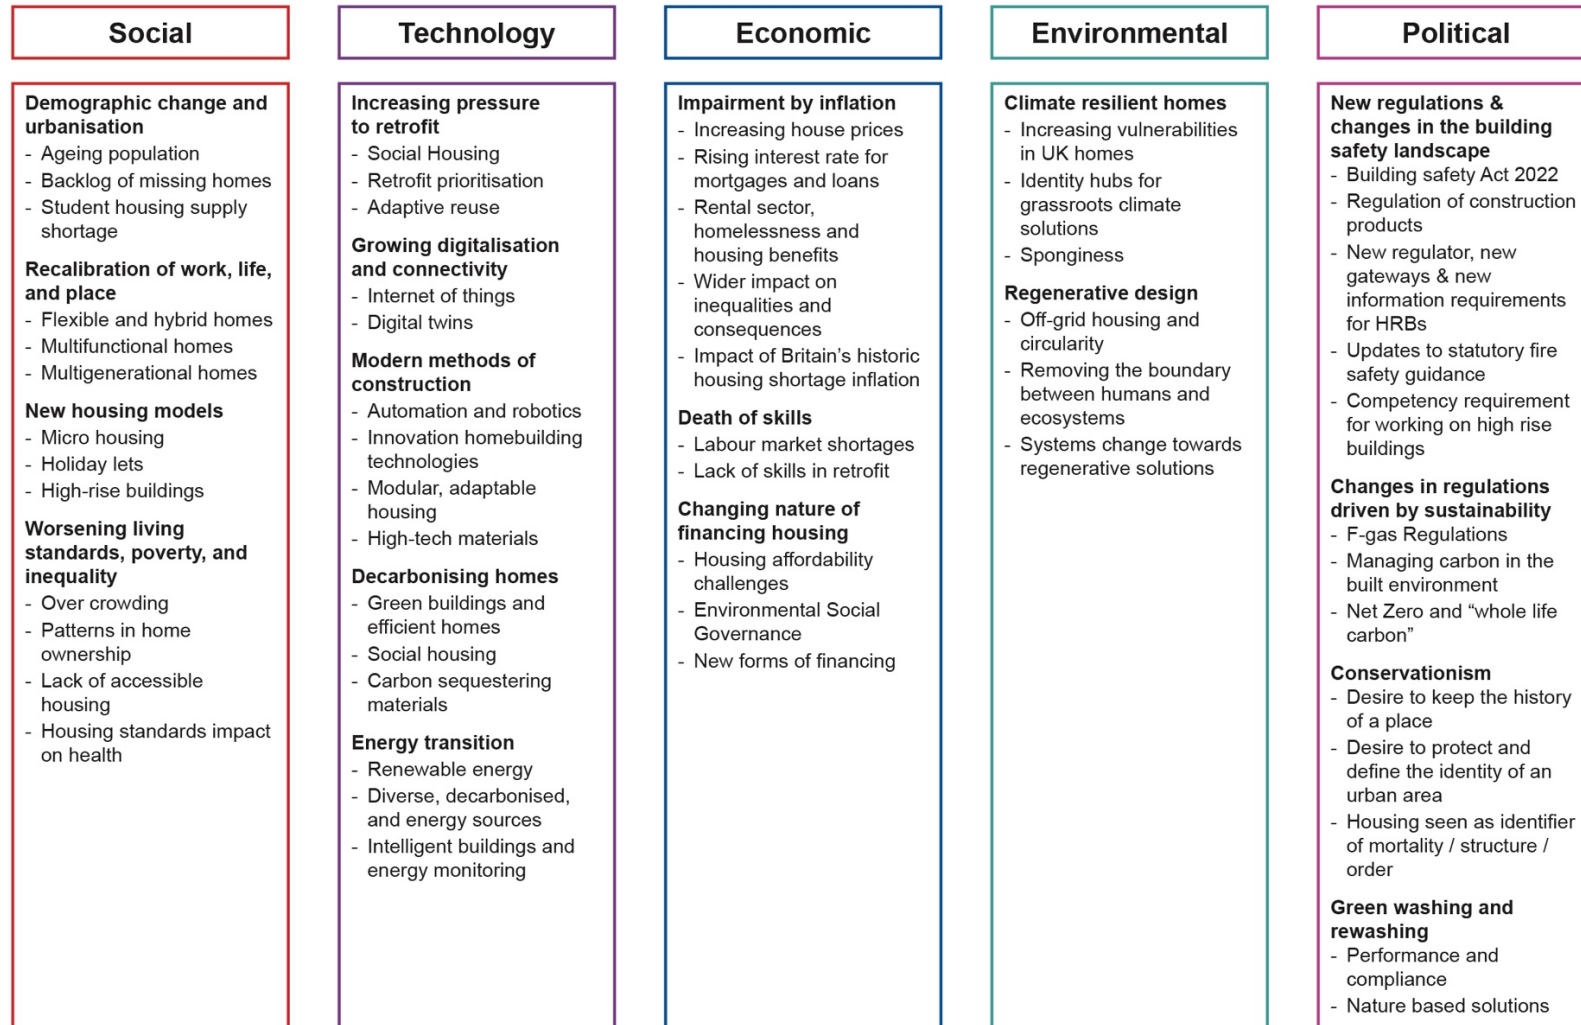 Social
Demographic change and
urbanisation
- Ageing population
- Backlog of missing homes
- Student housing supply
shortage
Recalibration of work, life,
and place
- Flexible and hybrid homes
- Multifunctional homes
- Multigenerational homes
New housing models
- Micro housing
- Holiday lets
- High-rise buildings
Worsening living
standards, poverty, and
inequality
- Over crowding
- Patterns in home
ownership
- Lack of accessible
housing
- Housing standards impact
on health
Technology
Increasing pressure
to retrofit
- Social Housing
- Retrofit prioritisation
- Adaptive reuse
Growing digitalisation
and connectivity
- Internet of things
- Digital twins
Modern methods of
construction
- Automation and robotics
- Innovation homebuilding
technologies
- Modular, adaptable
housing
- High-tech materials
Decarbonising homes
- Green buildings and
efficient homes
- Social housing
- Carbon sequestering
materials
Energy transition
- Renewable energy
- Diverse, decarbonised,
and energy sources
- Intelligent buildings and
energy monitoring
Economic
Impairment by inflation
- Increasing house prices
- Rising interest rate for
mortgages and loans
- Rental sector,
homelessness and
housing benefits
- Wider impact on
inequalities and
consequences
- Impact of Britain's historic
housing shortage inflation
Death of skills
- Labour market shortages
- Lack of skills in retrofit
Changing nature of
financing housing
- Housing affordability
challenges
- Environmental Social
Governance
- New forms of financing
Environmental
Climate resilient homes
- Increasing vulnerabilities
in UK homes
- Identity hubs for
grassroots climate
solutions
- Sponginess
Regenerative design
- Off-grid housing and
circularity
- Removing the boundary
between humans and
ecosystems
- Systems change towards
regenerative solutions
Political
New regulations &
changes in the building
safety landscape
- Building safety Act 2022
- Regulation of construction
products
- New regulator, new
gateways & new
information requirements
for HRBs
- Updates to statutory fire
safety guidance
- Competency requirement
for working on high rise
buildings
Changes in regulations
driven by sustainability
- F-gas Regulations
- Managing carbon in the
built environment
- Net Zero and “whole life
carbon”
Conservationism
- Desire to keep the history
of a place
- Desire to protect and
define the identity of an
urban area
- Housing seen as identifier
of mortality / structure /
order
Green washing and
rewashing
- Performance and
compliance
- Nature based solutions